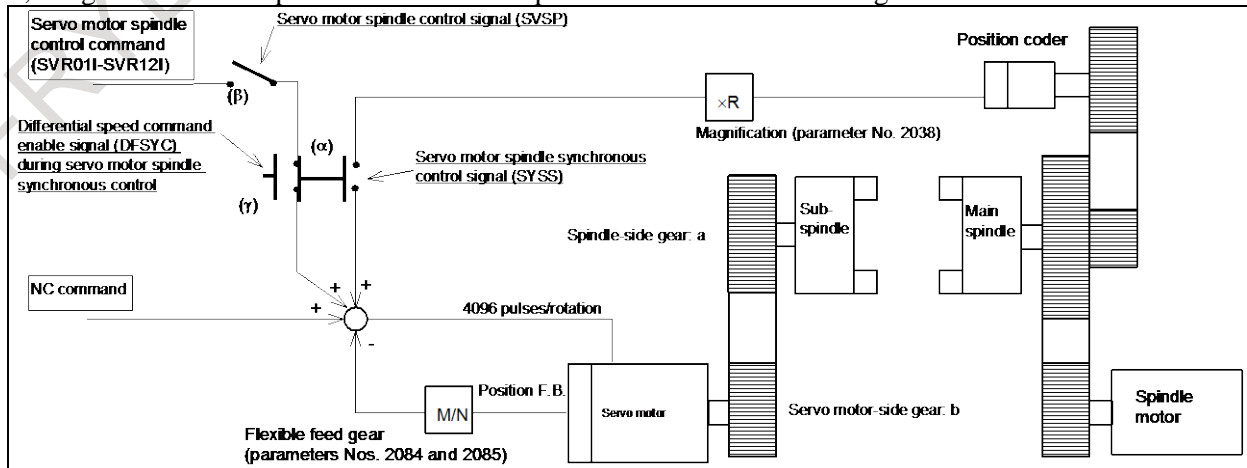 Servo motor spindle control signal (SVSP)
Servo motor spindle
control command
(SVR01I-SVR12I)
Position coder
(β)
×R
Magnification (parameter No. 2038)
Differential speed command
enable signal (DFSYC)
during servo motor spindle
synchronous control
(α)
Servo motor spindle synchronous
control signal (SYSS)
(γ)
Sub-
spindle
Main
spindle
Spindle-side gear: a
NC command
+
+
+
-
4096 pulses/rotation
Position F.B.
M/N
Servo motor
Servo motor-side gear: b
Spindle
motor
Flexible feed gear
(parameters Nos. 2084 and 2085)